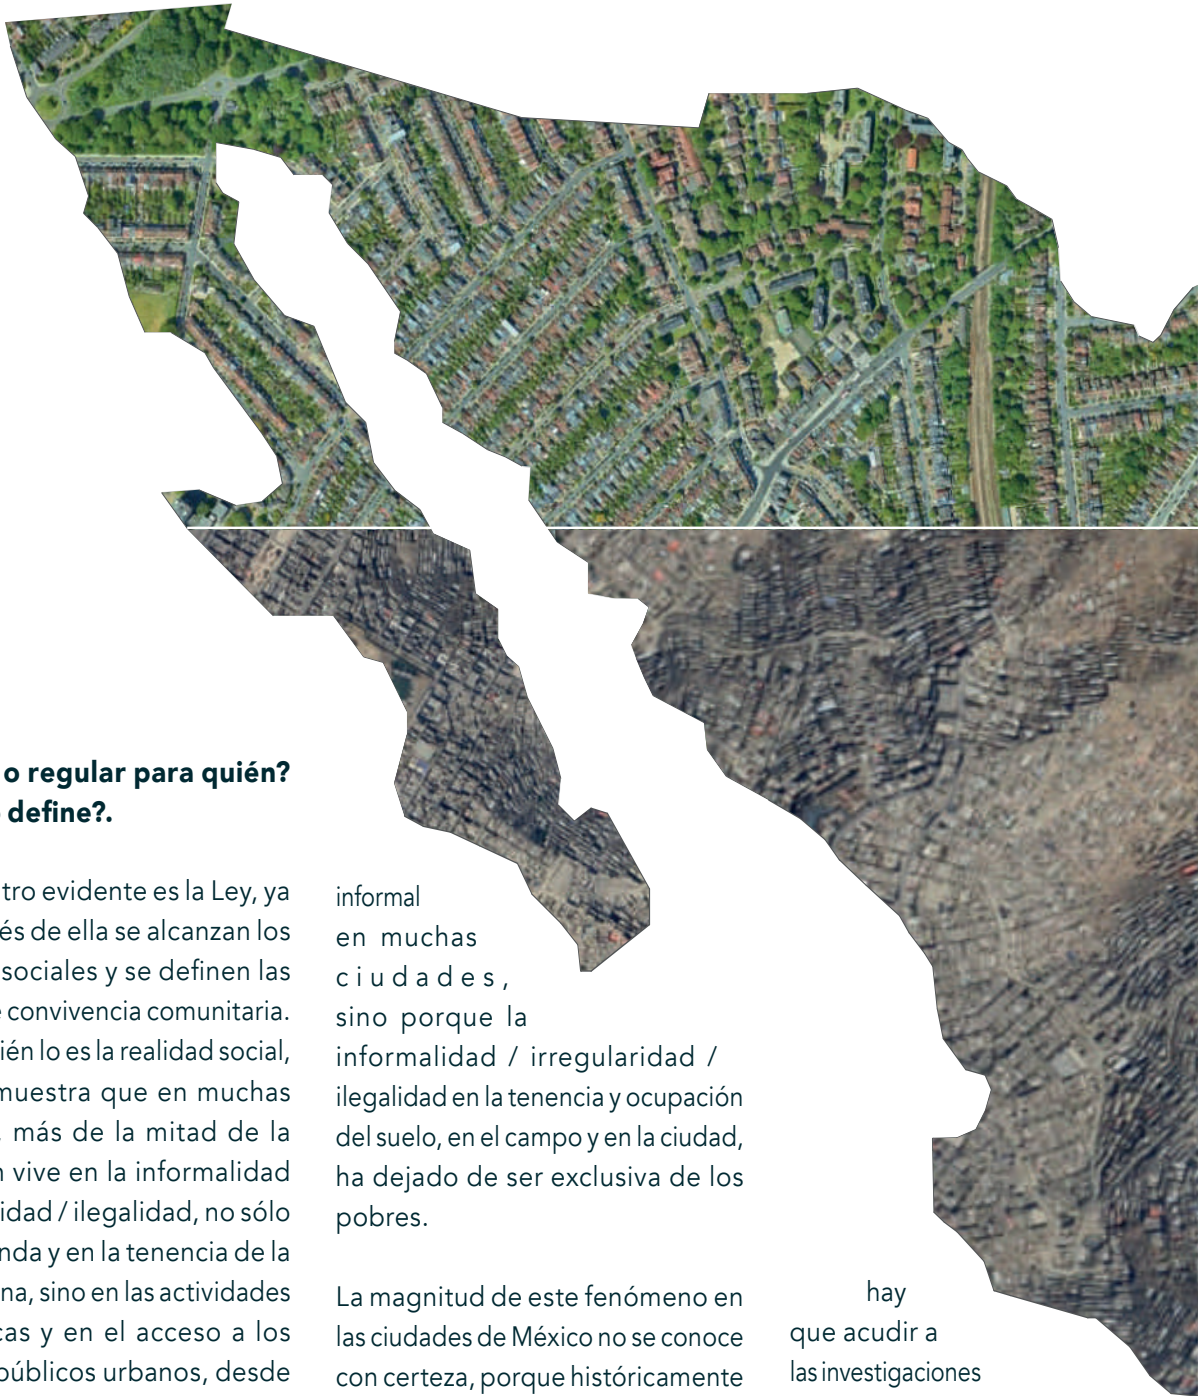 o regular para quién?
define?.
tro evidente es la Ley, ya
és de ella se alcanzan los
sociales y se definen las
convivencia comunitaria.
ién lo es la realidad social,
muestra que en muchas
más de la mitad de la
vive en la informalidad
idad / ilegalidad, no sólo
nda y en la tenencia de la
na, sino en las actividades
cas y en el acceso a los
públicos urbanos, desde
informal
en muchas
ciudades,
sino porque la
informalidad / irregularidad /
ilegalidad en la tenencia y ocupación
del suelo, en el campo y en la ciudad,
ha dejado de ser exclusiva de los
pobres.
La magnitud de este fenómeno en
las ciudades de México no se conoce
con certeza, porque históricamente
hay
que acudir a
las investigaciones